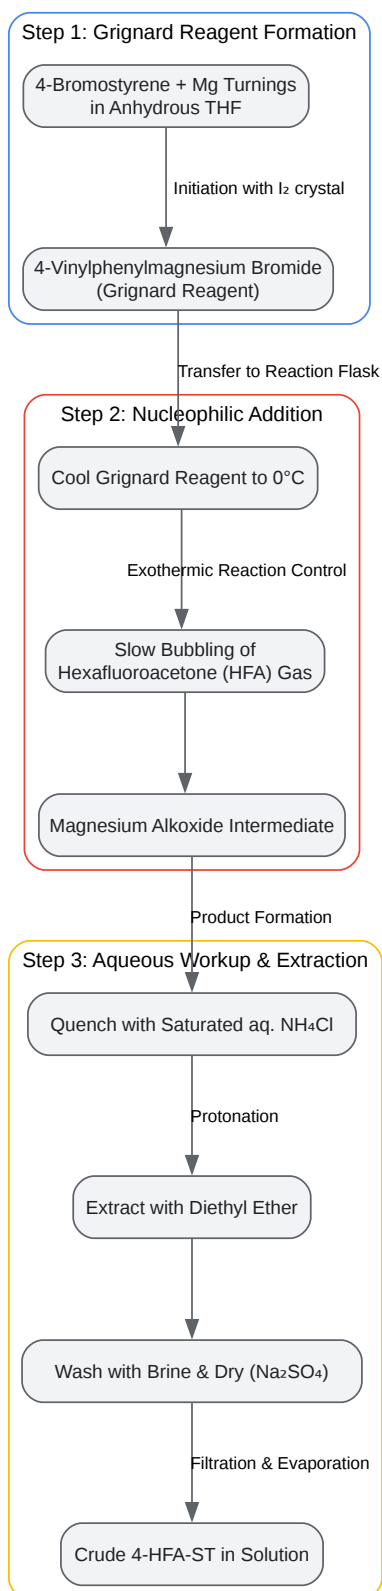 Step 1: Grignard Reagent Formation
4-Bromostyrene + Mg Turnings
in Anhydrous THF
Initiation with I₂ crystal
4-Vinylphenylmagnesium Bromide
(Grignard Reagent)
Transfer to Reaction Flask
Step 2: Nucleophilic Addition
Cool Grignard Reagent to 0°C
Exothermic Reaction Control
Slow Bubbling of
Hexafluoroacetone (HFA) Gas
Magnesium Alkoxide Intermediate
Product Formation
Step 3: Aqueous Workup & Extraction
Quench with Saturated aq. NH₄Cl
Protonation
Extract with Diethyl Ether
Wash with Brine & Dry (Na₂SO₄)
Filtration & Evaporation
Crude 4-HFA-ST in Solution